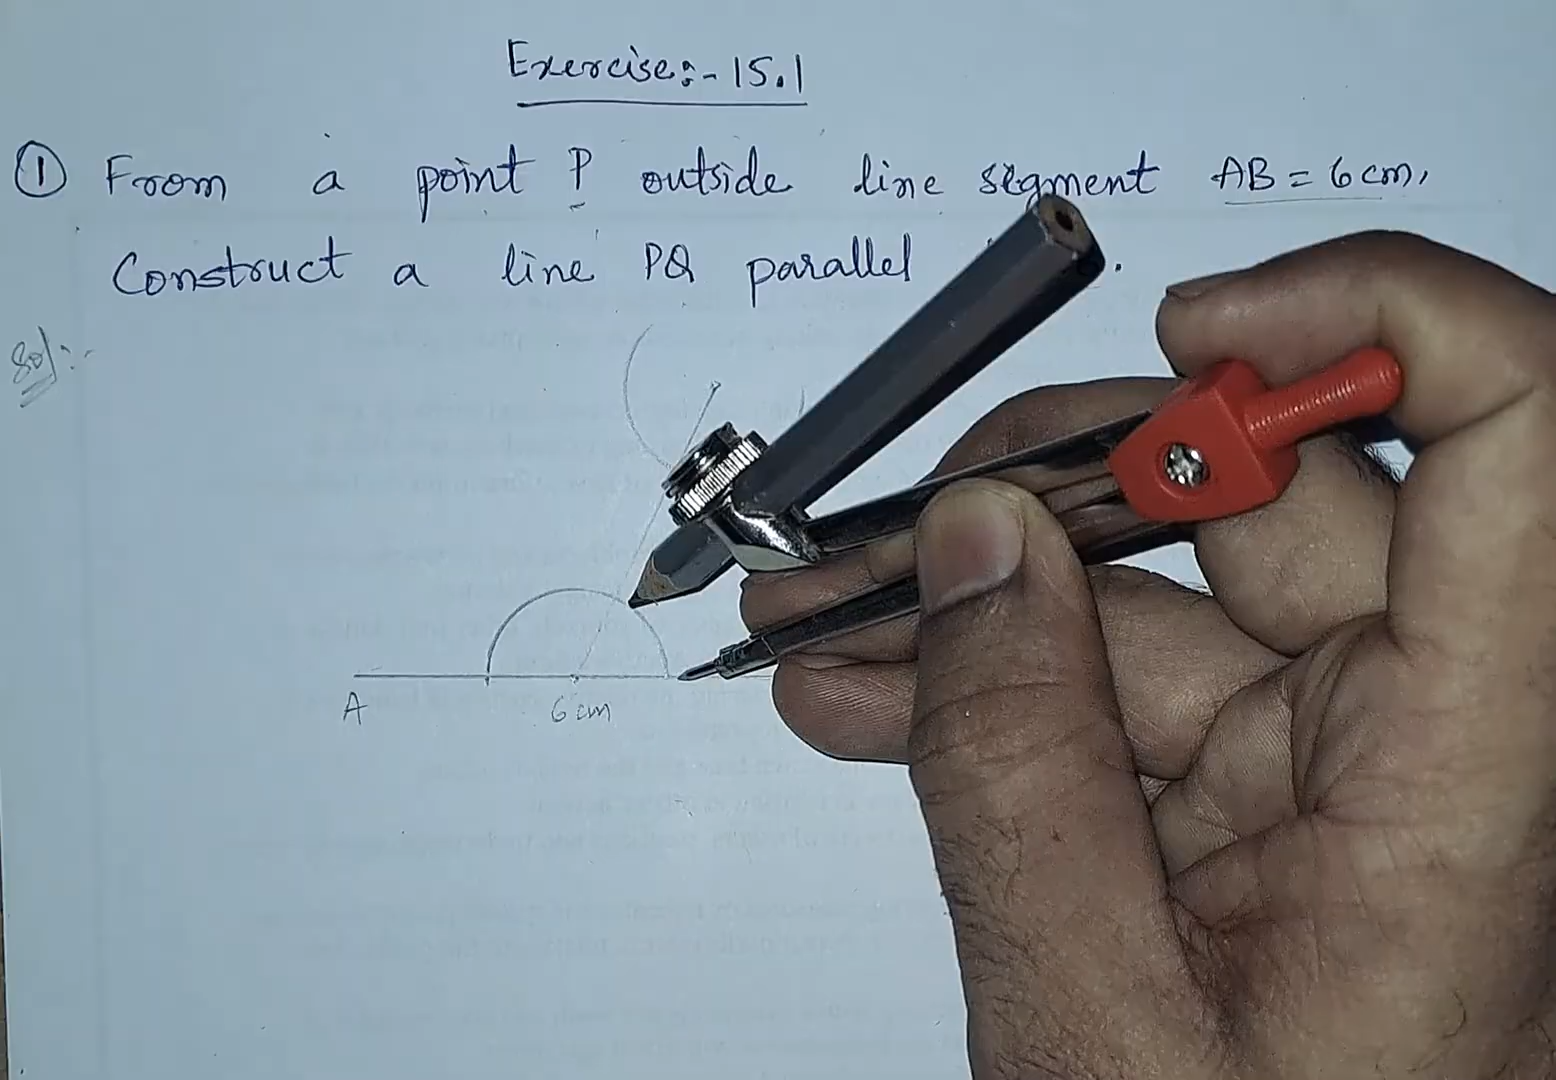 Exercise:- 15.1
① From a point P outside line segment AB = 6cm,
Construct a line PQ parallel
Sol:-
A 6cm